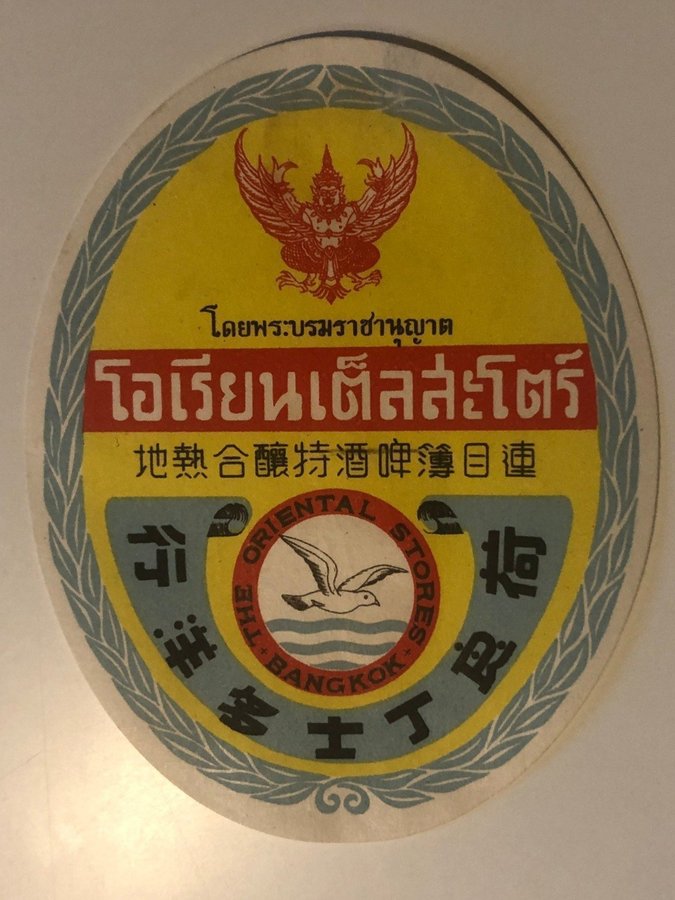 โดยพระบรมราชานุญาต
โอเรียนเต็ลสะโตร์
連目簿啤酒特釀合熱地
THE ORIENTAL STORES
BANGKOK
荷良丁士多洋行